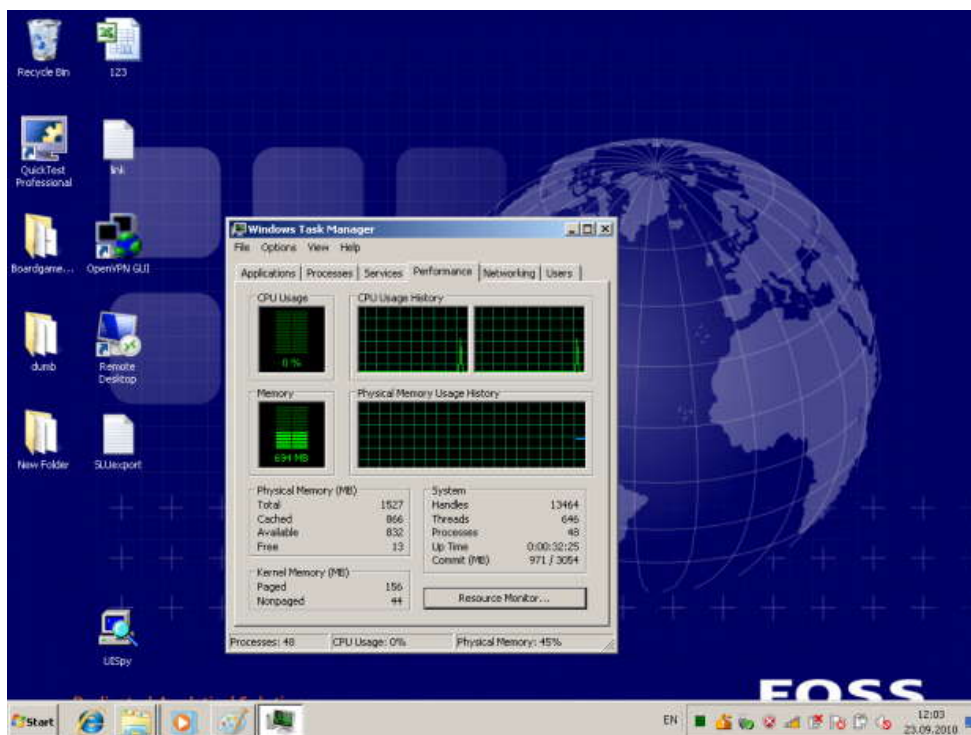 Recycle Bin
123
QuickTest
Professional
link
Boardgame...
OpenVPN GUI
dumb
Remote
Desktop
New Folder
SLUexport
UISpy
Windows Task Manager
File Options View Help
Applications Processes Services Performance Networking Users
CPU Usage
CPU Usage History
0 %
Memory
Physical Memory Usage History
694 MB
Physical Memory (MB)
Total 1527
Cached 866
Available 832
Free 13
Kernel Memory (MB)
Paged 156
Nonpaged 44
System
Handles 13464
Threads 646
Processes 48
Up Time 0:00:32:25
Commit (MB) 971 / 3054
Resource Monitor...
Processes: 48 CPU Usage: 0% Physical Memory: 45%
FOSS
Start
EN
12:03
23.09.2010